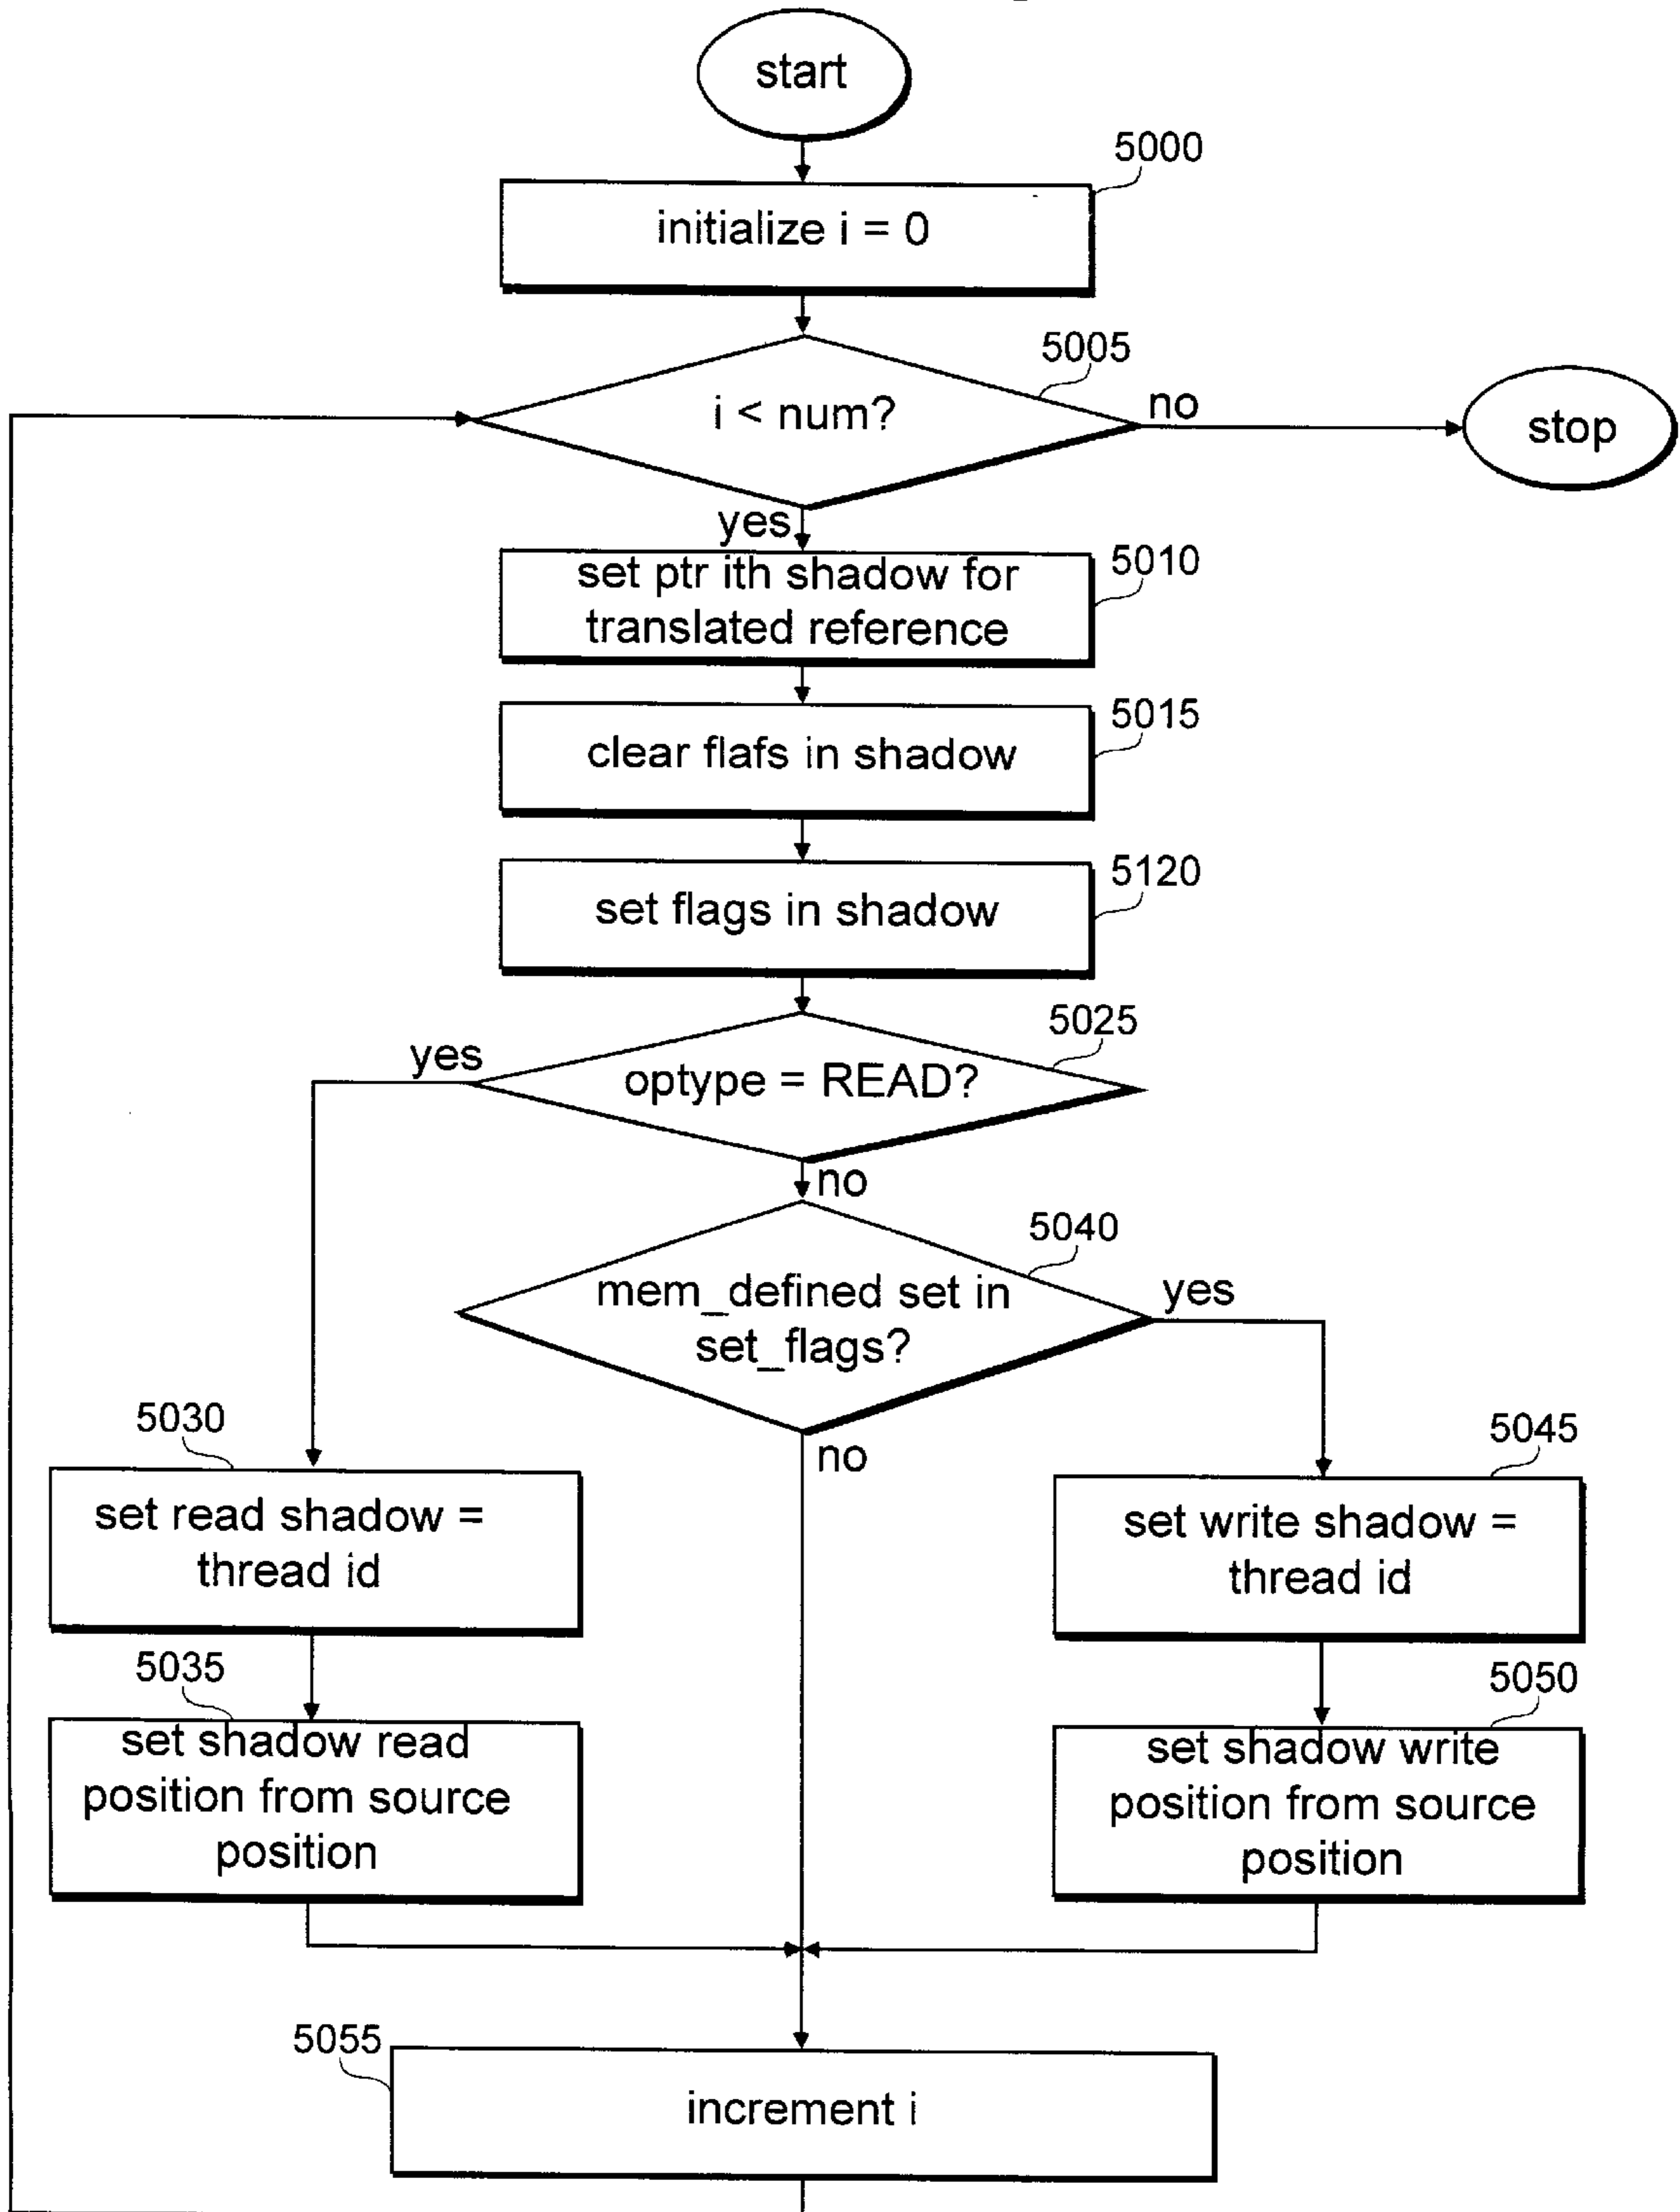 start
5000
initialize i = 0
5005
i < num?
no
stop
yes
5010
set ptr ith shadow for
translated reference
5015
clear flafs in shadow
5120
set flags in shadow
5025
yes
optype = READ?
no
5040
mem_defined set in
set_flags?
yes
no
5030
set read shadow =
thread id
5045
set write shadow =
thread id
5035
set shadow read
position from source
position
5050
set shadow write
position from source
position
5055
increment i